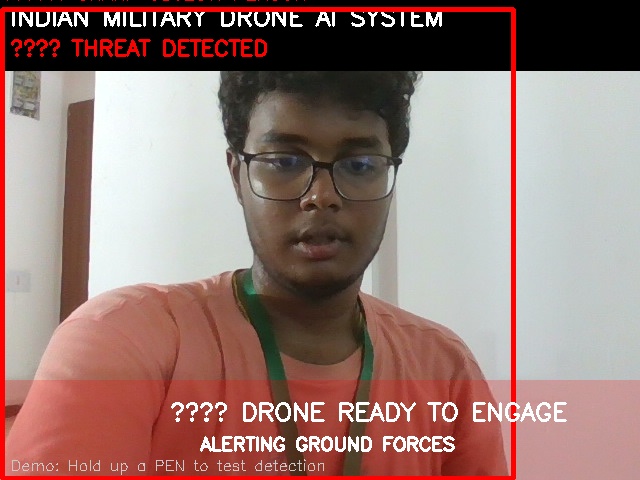 INDIAN MILITARY DRONE AI SYSTEM
???? THREAT DETECTED
???? DRONE READY TO ENGAGE
ALERTING GROUND FORCES
Demo: Hold up a PEN to test detection